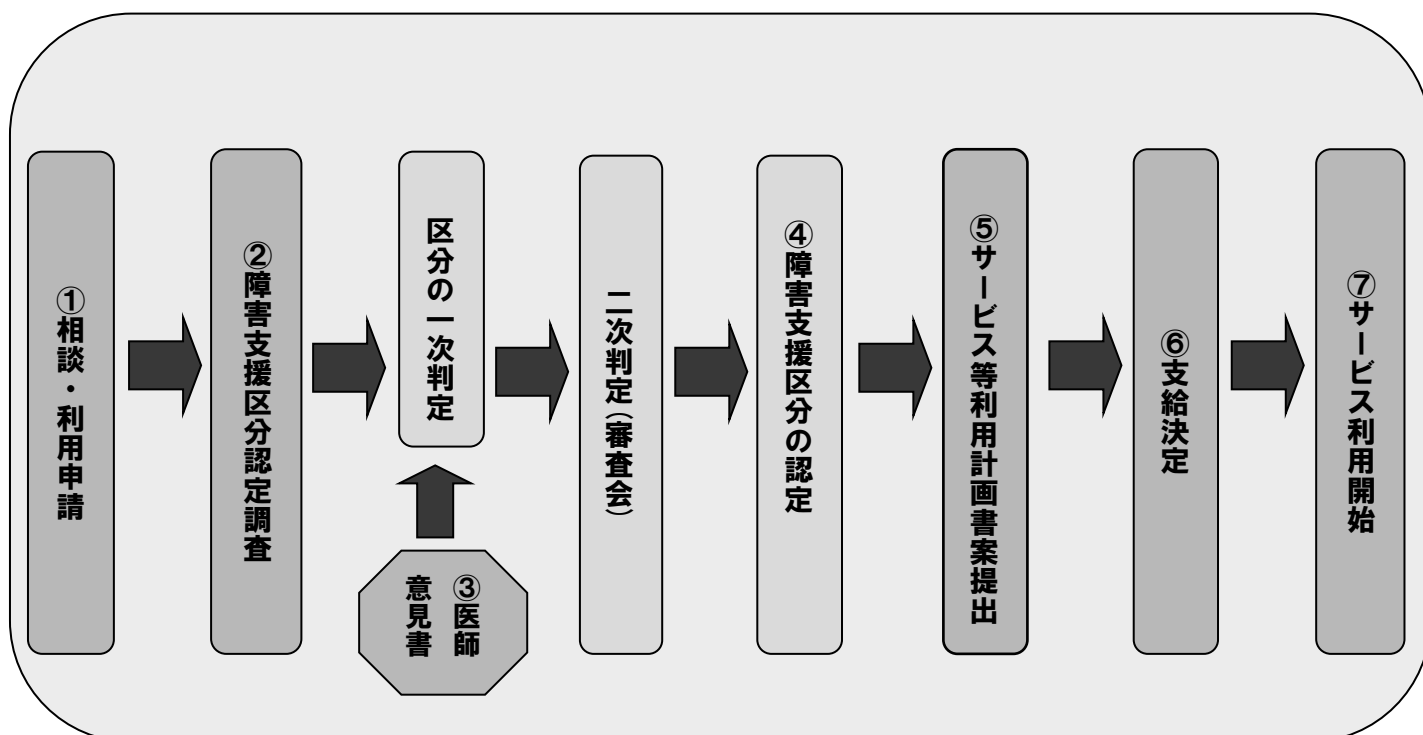 ①相談・利用申請
②障害支援区分認定調査
区分の一次判定
③医師
意見書
二次判定（審査会）
④障害支援区分の認定
⑤サービス等利用計画書案提出
⑥支給決定
⑦サービス利用開始